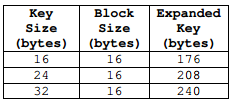 Key Block Expanded
Size Size Key
(bytes) (bytes) (bytes)
16 16 176
24 16 208
32 16 240